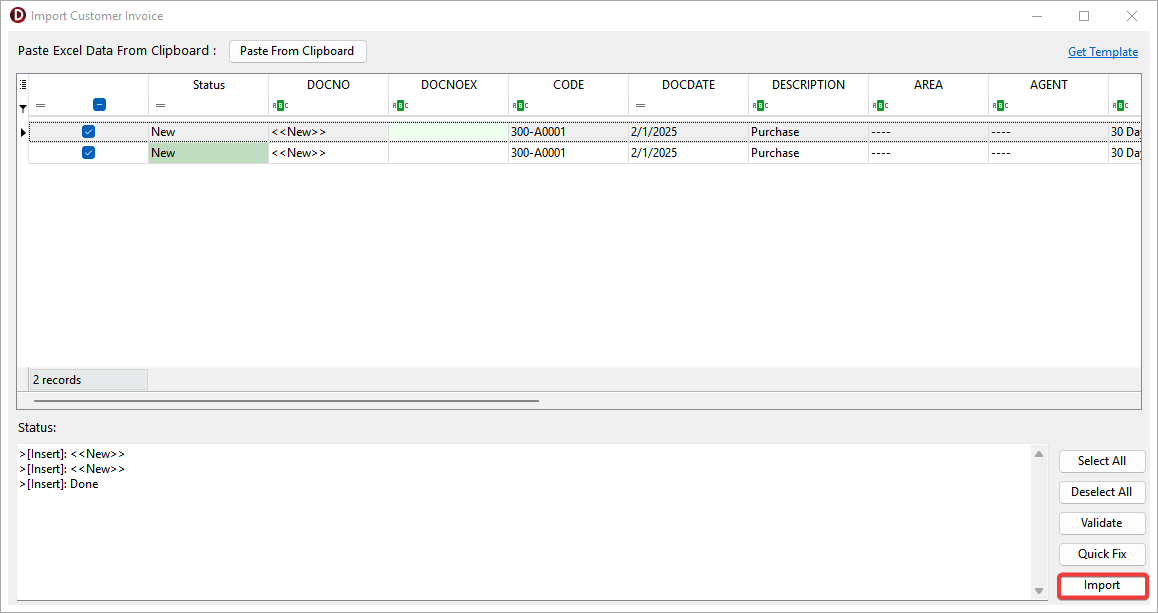 Import Customer Invoice
Paste Excel Data From Clipboard : Paste From Clipboard Get Template
Status DOCNO DOCNOEX CODE DOCDATE DESCRIPTION AREA AGENT
New <<New>> 300-A0001 2/1/2025 Purchase ---- ---- 30 Da
New <<New>> 300-A0001 2/1/2025 Purchase ---- ---- 30 Da
2 records
Status:
>[Insert]: <<New>>
>[Insert]: <<New>>
>[Insert]: Done
Select All
Deselect All
Validate
Quick Fix
Import